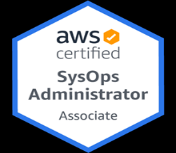 aws
certified
SysOps
Administrator
Associate